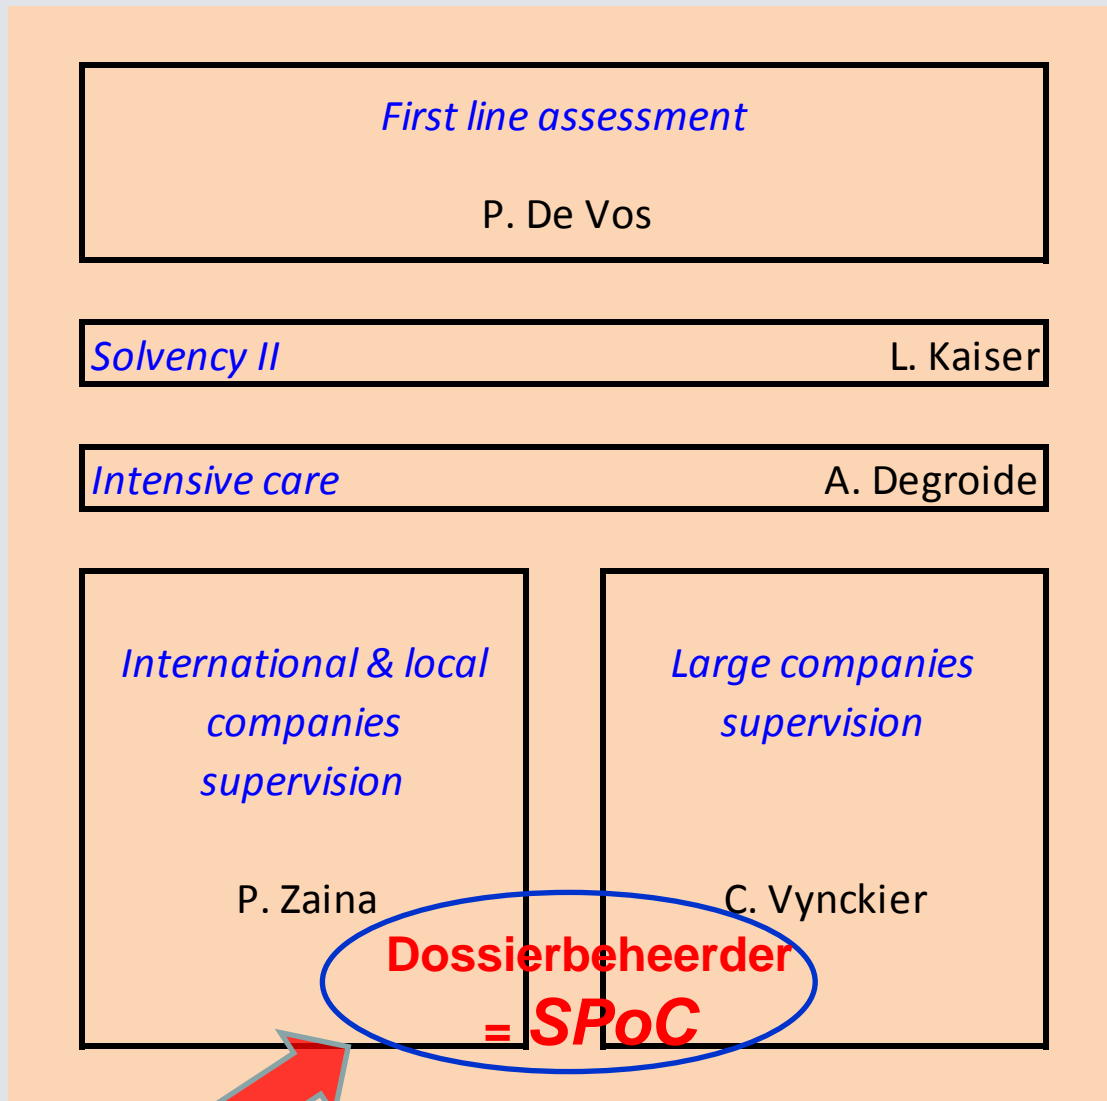 First line assessment
P. De Vos
Solvency II L. Kaiser
Intensive care A. Degroide
International & local
companies
supervision
P. Zaina
Large companies
supervision
C. Vynckier
Dossierbeheerder
= SPoC